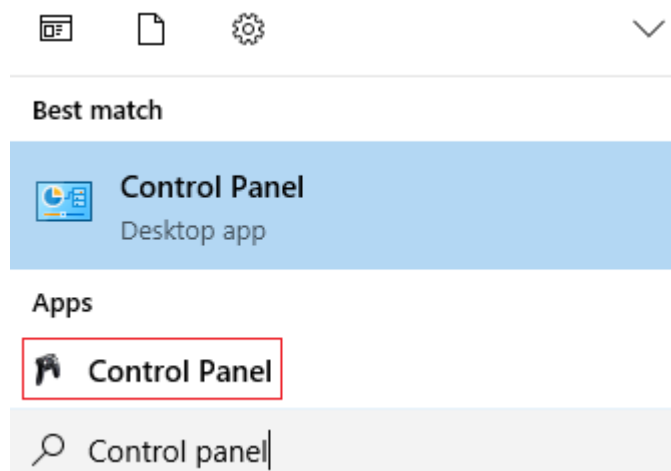 Best match
Control Panel
Desktop app
Apps
Control Panel
Control panel